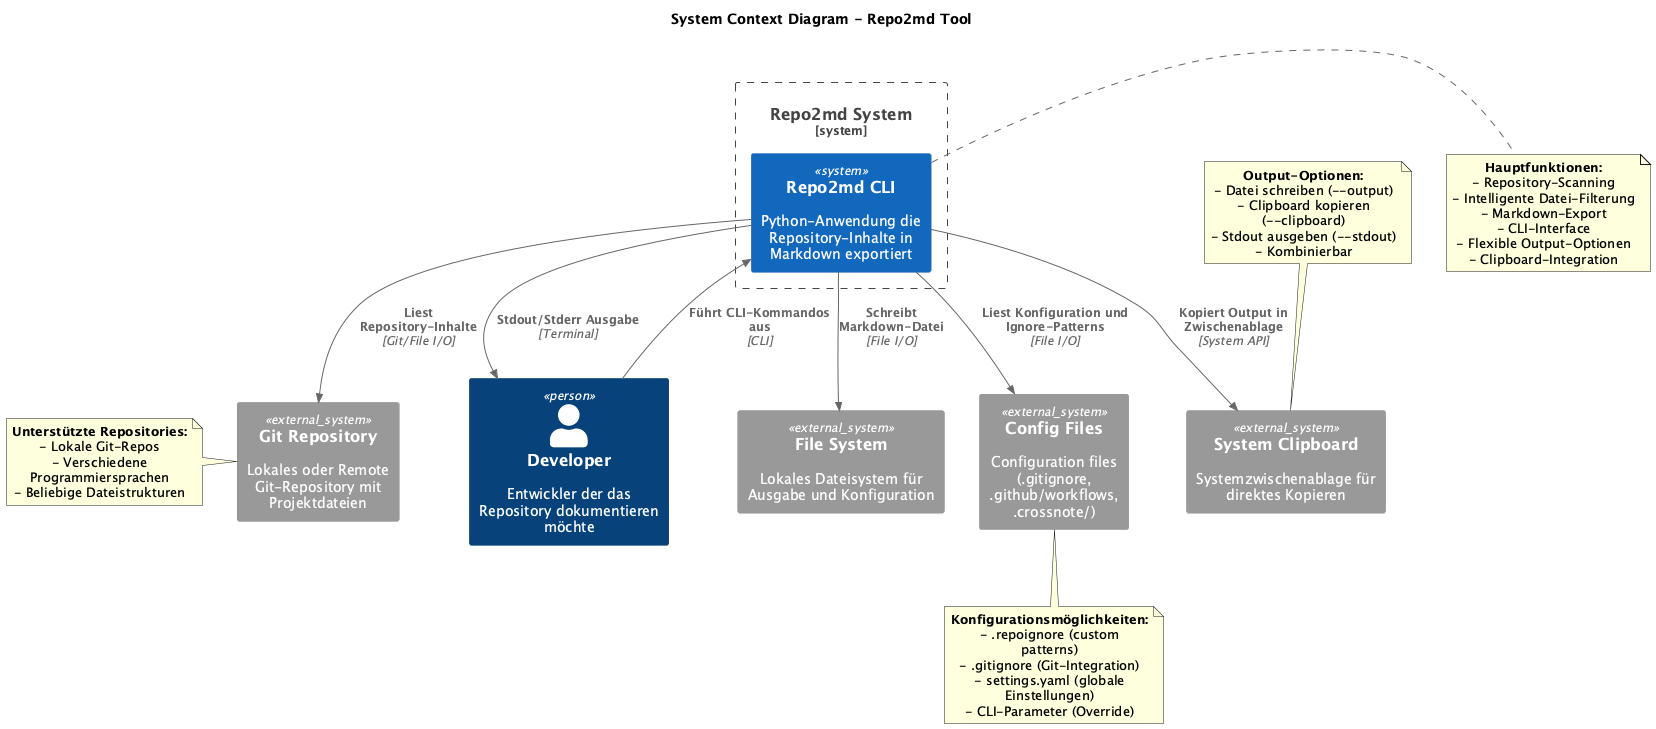 System Context Diagram - Repo2md Tool
Repo2md System
[system]
«system»
Repo2md CLI
Python-Anwendung die
Repository-Inhalte in
Markdown exportiert
Output-Optionen:
- Datei schreiben (--output)
- Clipboard kopieren
(--clipboard)
- Stdout ausgeben (--stdout)
- Kombinierbar
Hauptfunktionen:
- Repository-Scanning
- Intelligente Datei-Filterung
- Markdown-Export
- CLI-Interface
- Flexible Output-Optionen
- Clipboard-Integration
Liest
Repository-Inhalte
[Git/File I/O]
Stdout/Stderr Ausgabe
[Terminal]
Führt CLI-Kommandos
aus
[CLI]
Schreibt
Markdown-Datei
[File I/O]
Liest Konfiguration und
Ignore-Patterns
[File I/O]
Kopiert Output in
Zwischenablage
[System API]
Unterstützte Repositories:
- Lokale Git-Repos
- Verschiedene
Programmiersprachen
- Beliebige Dateistrukturen
«external_system»
Git Repository
Lokales oder Remote
Git-Repository mit
Projektdateien
«person»
Developer
Entwickler der das
Repository dokumentieren
möchte
«external_system»
File System
Lokales Dateisystem für
Ausgabe und Konfiguration
«external_system»
Config Files
Configuration files
(.gitignore,
.github/workflows,
.crossnote/)
«external_system»
System Clipboard
Systemzwischenablage für
direktes Kopieren
Konfigurationsmöglichkeiten:
- .repoignore (custom
patterns)
- .gitignore (Git-Integration)
- settings.yaml (globale
Einstellungen)
- CLI-Parameter (Override)